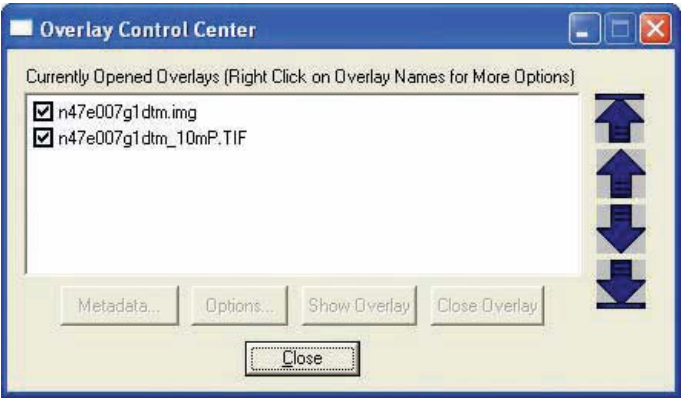 Overlay Control Center
Currently Opened Overlays (Right Click on Overlay Names for More Options)
n47e007g1dtm.img
n47e007g1dtm_10mP.TIF
Metadata... Options... Show Overlay Close Overlay
Close